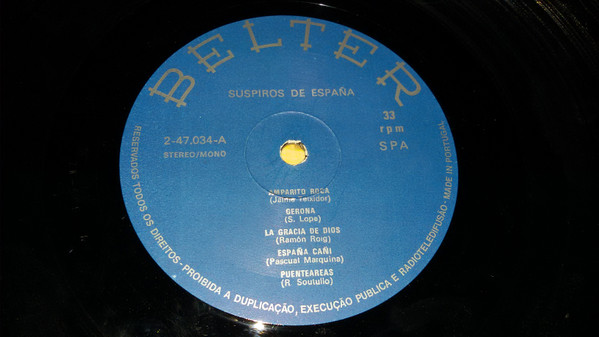 BELTER
SUSPIROS DE ESPAÑA
2-47.034-A
STEREO/MONO
33
rpm
SPA
AMPARITO ROCA
(Jaime Teixidor)
GERONA
(S. Lope)
LA GRACIA DE DIOS
(Ramón Roig)
ESPAÑA CAÑI
(Pascual Marquina)
PUENTEAREAS
(R. Soutullo)
RESERVADOS TODOS OS DIREITOS - PROIBIDA A DUPLICAÇÃO, EXECUÇÃO PUBLICA E RADIOTELEDIFUSÃO - MADE IN PORTUGAL